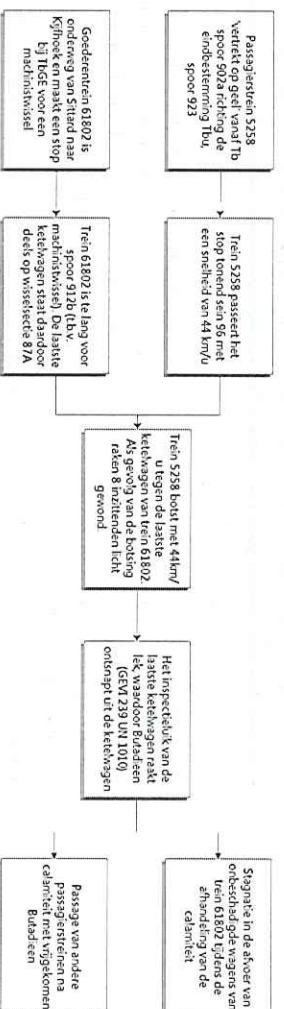 Passagierstrein 5258
vertrekt op geel vanaf Tb
spoor 902a richting de
eindbestemming Tbu,
spoor 923
Trein 5258 passeert het
stop tonend sein 96 met
een snelheid van 44 km/u
Goederentrein 61802 is
onderweg van Sittard naar
Kijfhoek en maakt een stop
bij TbGE voor een
machinistwissel
Trein 61802 is te lang voor
spoor 912b (t.b.v.
machinistwissel). De laatste
ketelwagen staat daardoor
deels op wisselsectie 87A
Trein 5258 botst met 44km/
u tegen de laatste
ketelwagen van trein 61802.
Als gevolg van de botsing
raken 8 inzittenden licht
gewond.
Het inspectieluik van de
laatste ketelwagen raakt
lek, waardoor Butadieen
(GEVI 239 UN 1010)
ontsnapt uit de ketelwagen
Stagnatie in de afvoer van
onbeschadigde wagens van
trein 61802 tijdens de
afhandeling van de
calamiteit
Passage van andere
passagierstreinen na
calamiteit met vrijgekomen
Butadieen